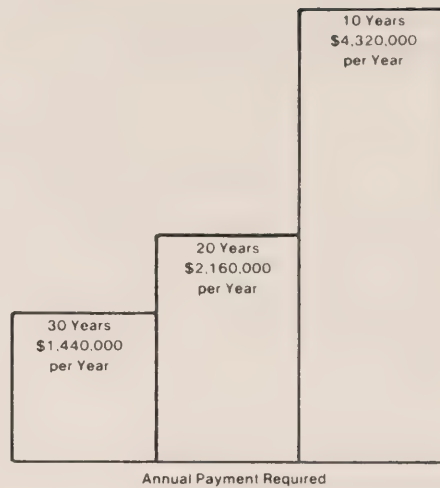 10 Years
$4,320,000
per Year
20 Years
$2,160,000
per Year
30 Years
$1,440,000
per Year
Annual Payment Required